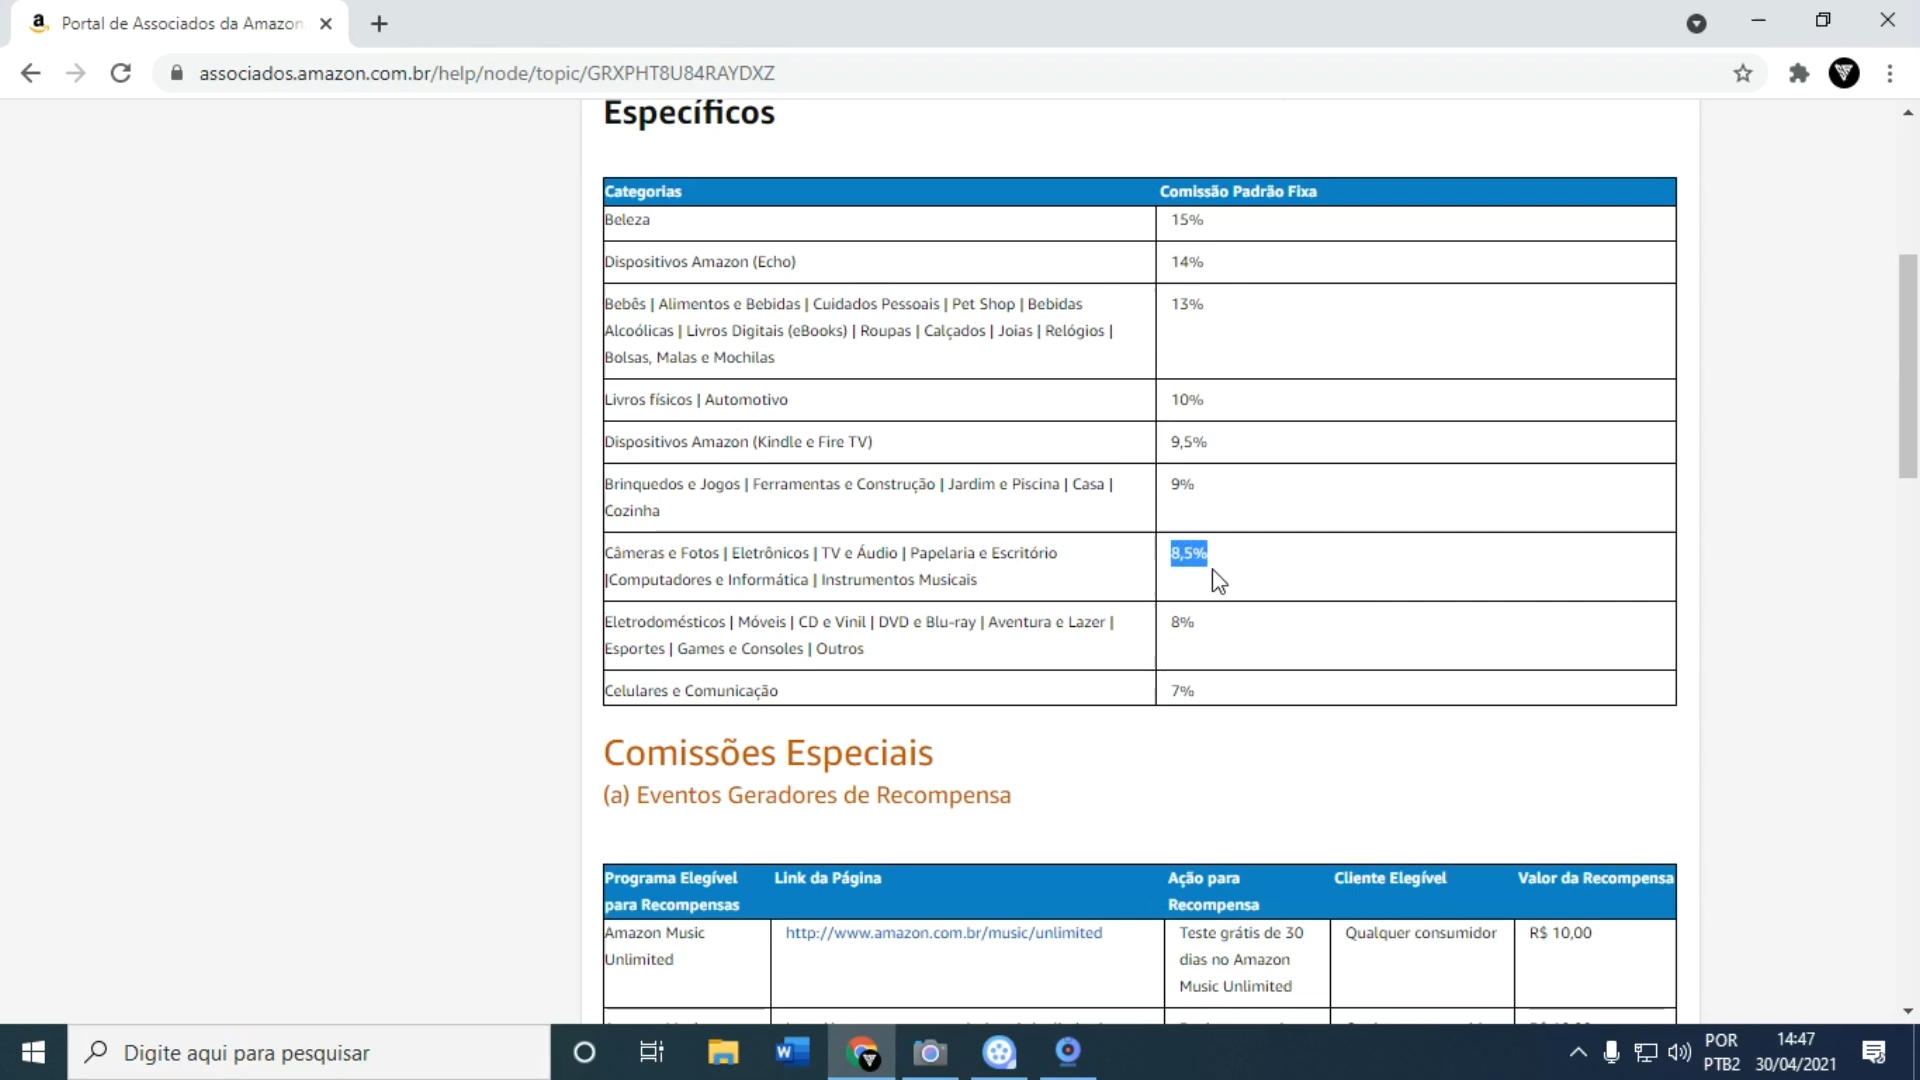 Portal de Associados da Amazon
associados.amazon.com.br/help/node/topic/GRXPHT8U84RAYDXZ
Específicos
Categorias Comissão Padrão Fixa
Beleza 15%
Dispositivos Amazon (Echo) 14%
Bebês | Alimentos e Bebidas | Cuidados Pessoais | Pet Shop | Bebidas 13%
Alcoólicas | Livros Digitais (eBooks) | Roupas | Calçados | Joias | Relógios |
Bolsas, Malas e Mochilas
Livros físicos | Automotivo 10%
Dispositivos Amazon (Kindle e Fire TV) 9,5%
Brinquedos e Jogos | Ferramentas e Construção | Jardim e Piscina | Casa | 9%
Cozinha
Câmeras e Fotos | Eletrônicos | TV e Áudio | Papelaria e Escritório 8,5%
|Computadores e Informática | Instrumentos Musicais
Eletrodomésticos | Móveis | CD e Vinil | DVD e Blu-ray | Aventura e Lazer | 8%
Esportes | Games e Consoles | Outros
Celulares e Comunicação 7%
Comissões Especiais
(a) Eventos Geradores de Recompensa
Programa Elegível Link da Página Ação para Cliente Elegível Valor da Recompensa
para Recompensas Recompensa
Amazon Music http://www.amazon.com.br/music/unlimited Teste grátis de 30 Qualquer consumidor R$ 10,00
Unlimited dias no Amazon
Music Unlimited
Digite aqui para pesquisar
POR 14:47
PTB2 30/04/2021